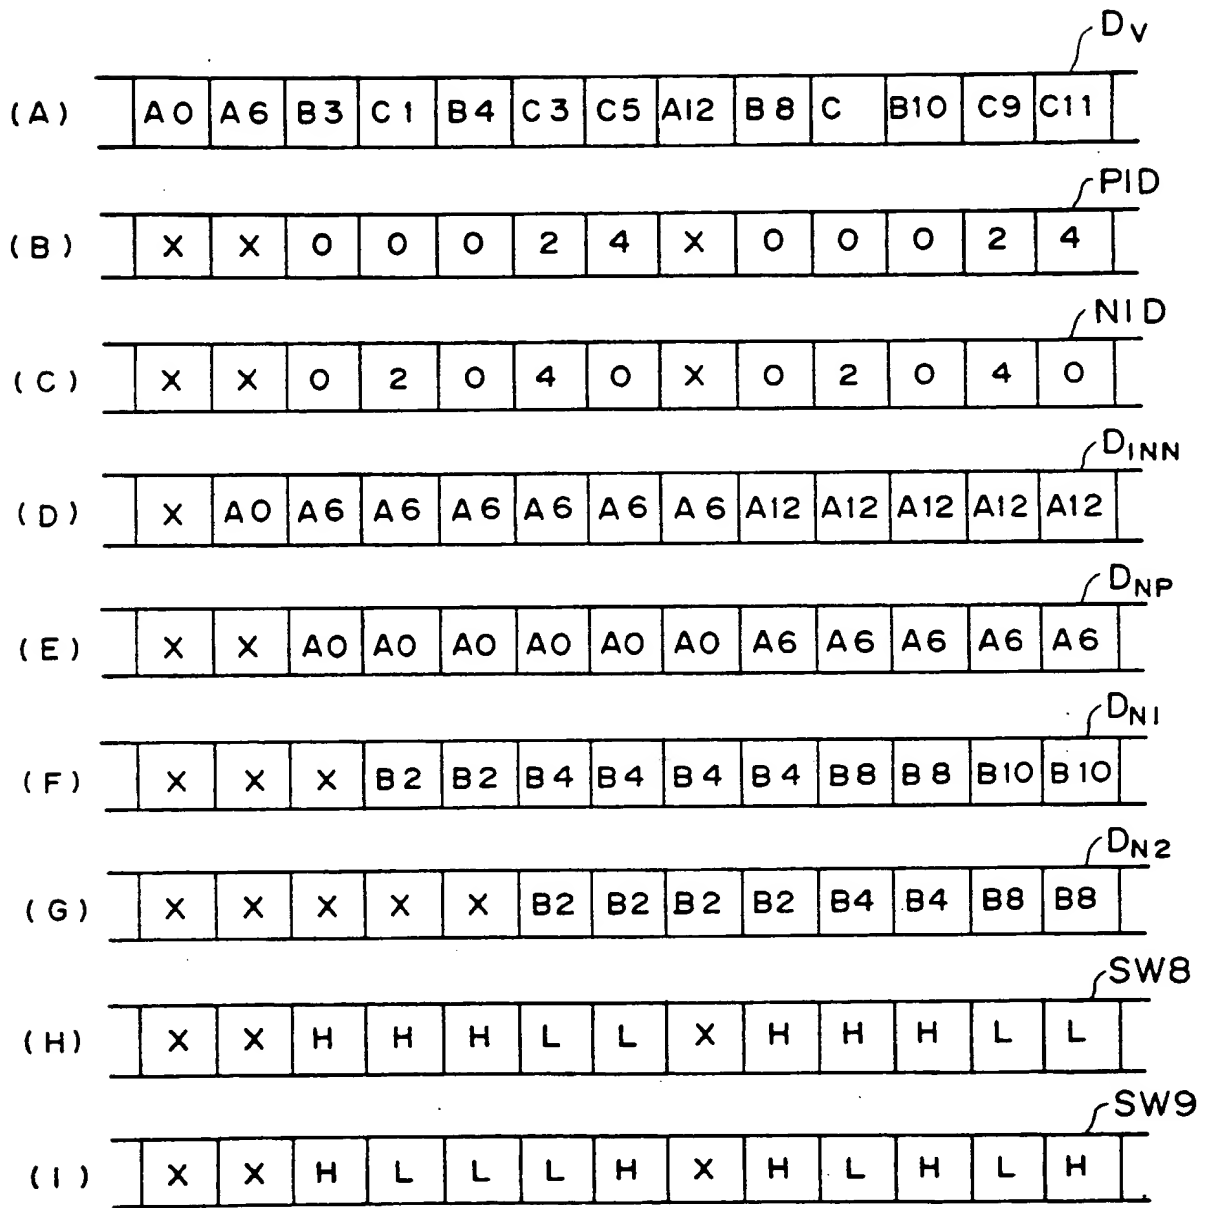 DV
(A) A0 A6 B3 C1 B4 C3 C5 A12 B8 C B10 C9 C11
PID
(B) X X 0 0 0 2 4 X 0 0 0 2 4
NID
(C) X X 0 2 0 4 0 X 0 2 0 4 0
DINN
(D) X A0 A6 A6 A6 A6 A6 A6 A12 A12 A12 A12 A12
DNP
(E) X X A0 A0 A0 A0 A0 A0 A6 A6 A6 A6 A6
DN1
(F) X X X B2 B2 B4 B4 B4 B4 B8 B8 B10 B10
DN2
(G) X X X X X B2 B2 B2 B2 B4 B4 B8 B8
SW8
(H) X X H H H L L X H H H L L
SW9
(I) X X H L L L H X H L H L H